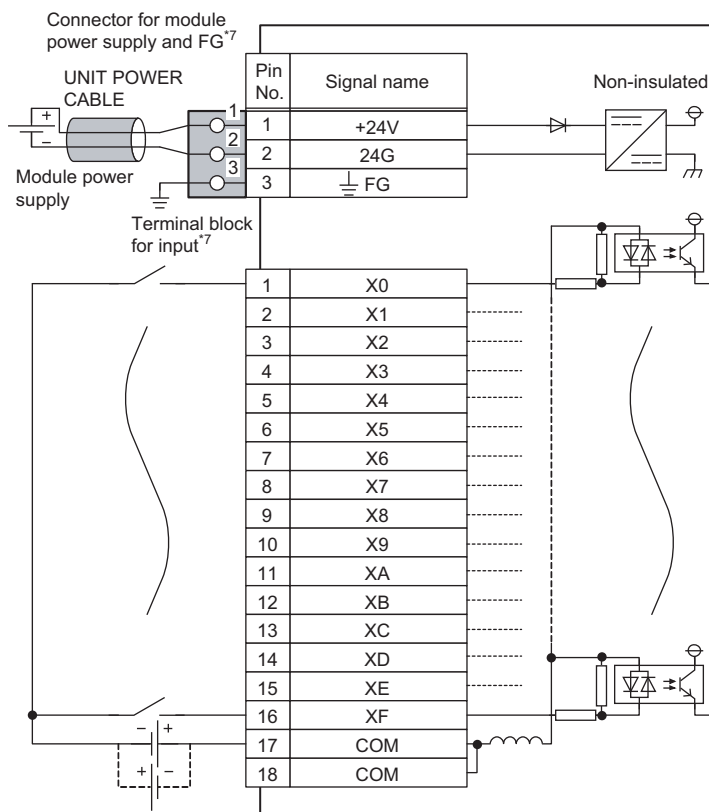 Connector for module
power supply and FG*7
UNIT POWER
CABLE
+
−
Module power
supply
1
2
3
Pin
No.
Signal name
1 +24V
2 24G
3 FG
Non-insulated
Terminal block
for input*7
1 X0
2 X1
3 X2
4 X3
5 X4
6 X5
7 X6
8 X7
9 X8
10 X9
11 XA
12 XB
13 XC
14 XD
15 XE
16 XF
17 COM
18 COM
− +
+ −